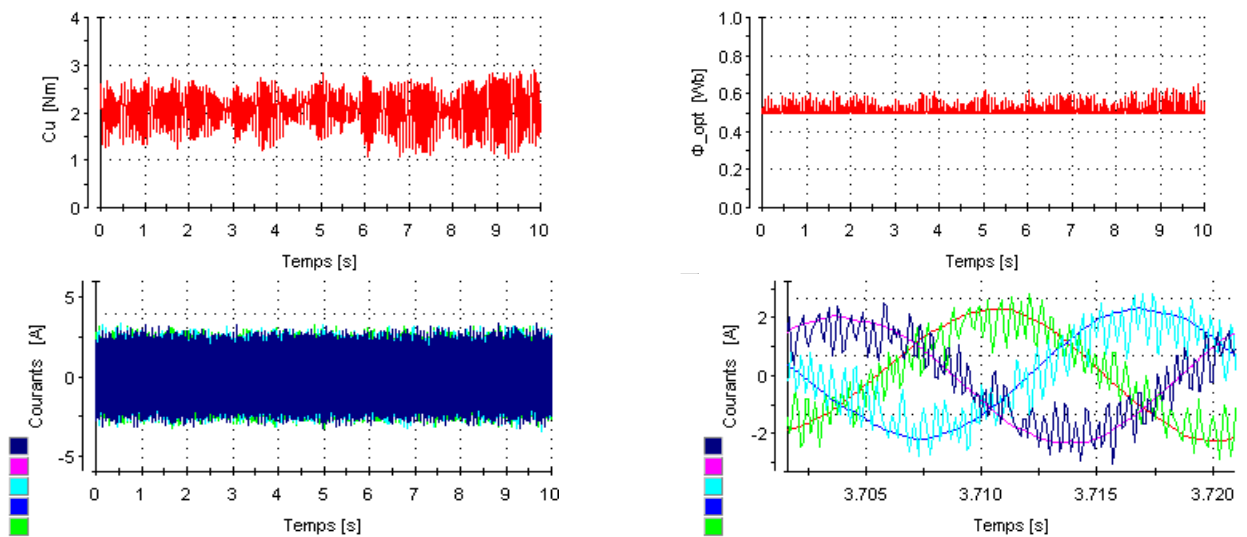 4
3
2
1
0
Cu [Nm]
0 1 2 3 4 5 6 7 8 9 10
Temps [s]
1.0
0.8
0.6
0.4
0.2
0.0
Φ_opt [Wb]
0 1 2 3 4 5 6 7 8 9 10
Temps [s]
5
0
-5
Courants [A]
0 1 2 3 4 5 6 7 8 9 10
Temps [s]
2
0
-2
Courants [A]
3.705 3.710 3.715 3.720
Temps [s]